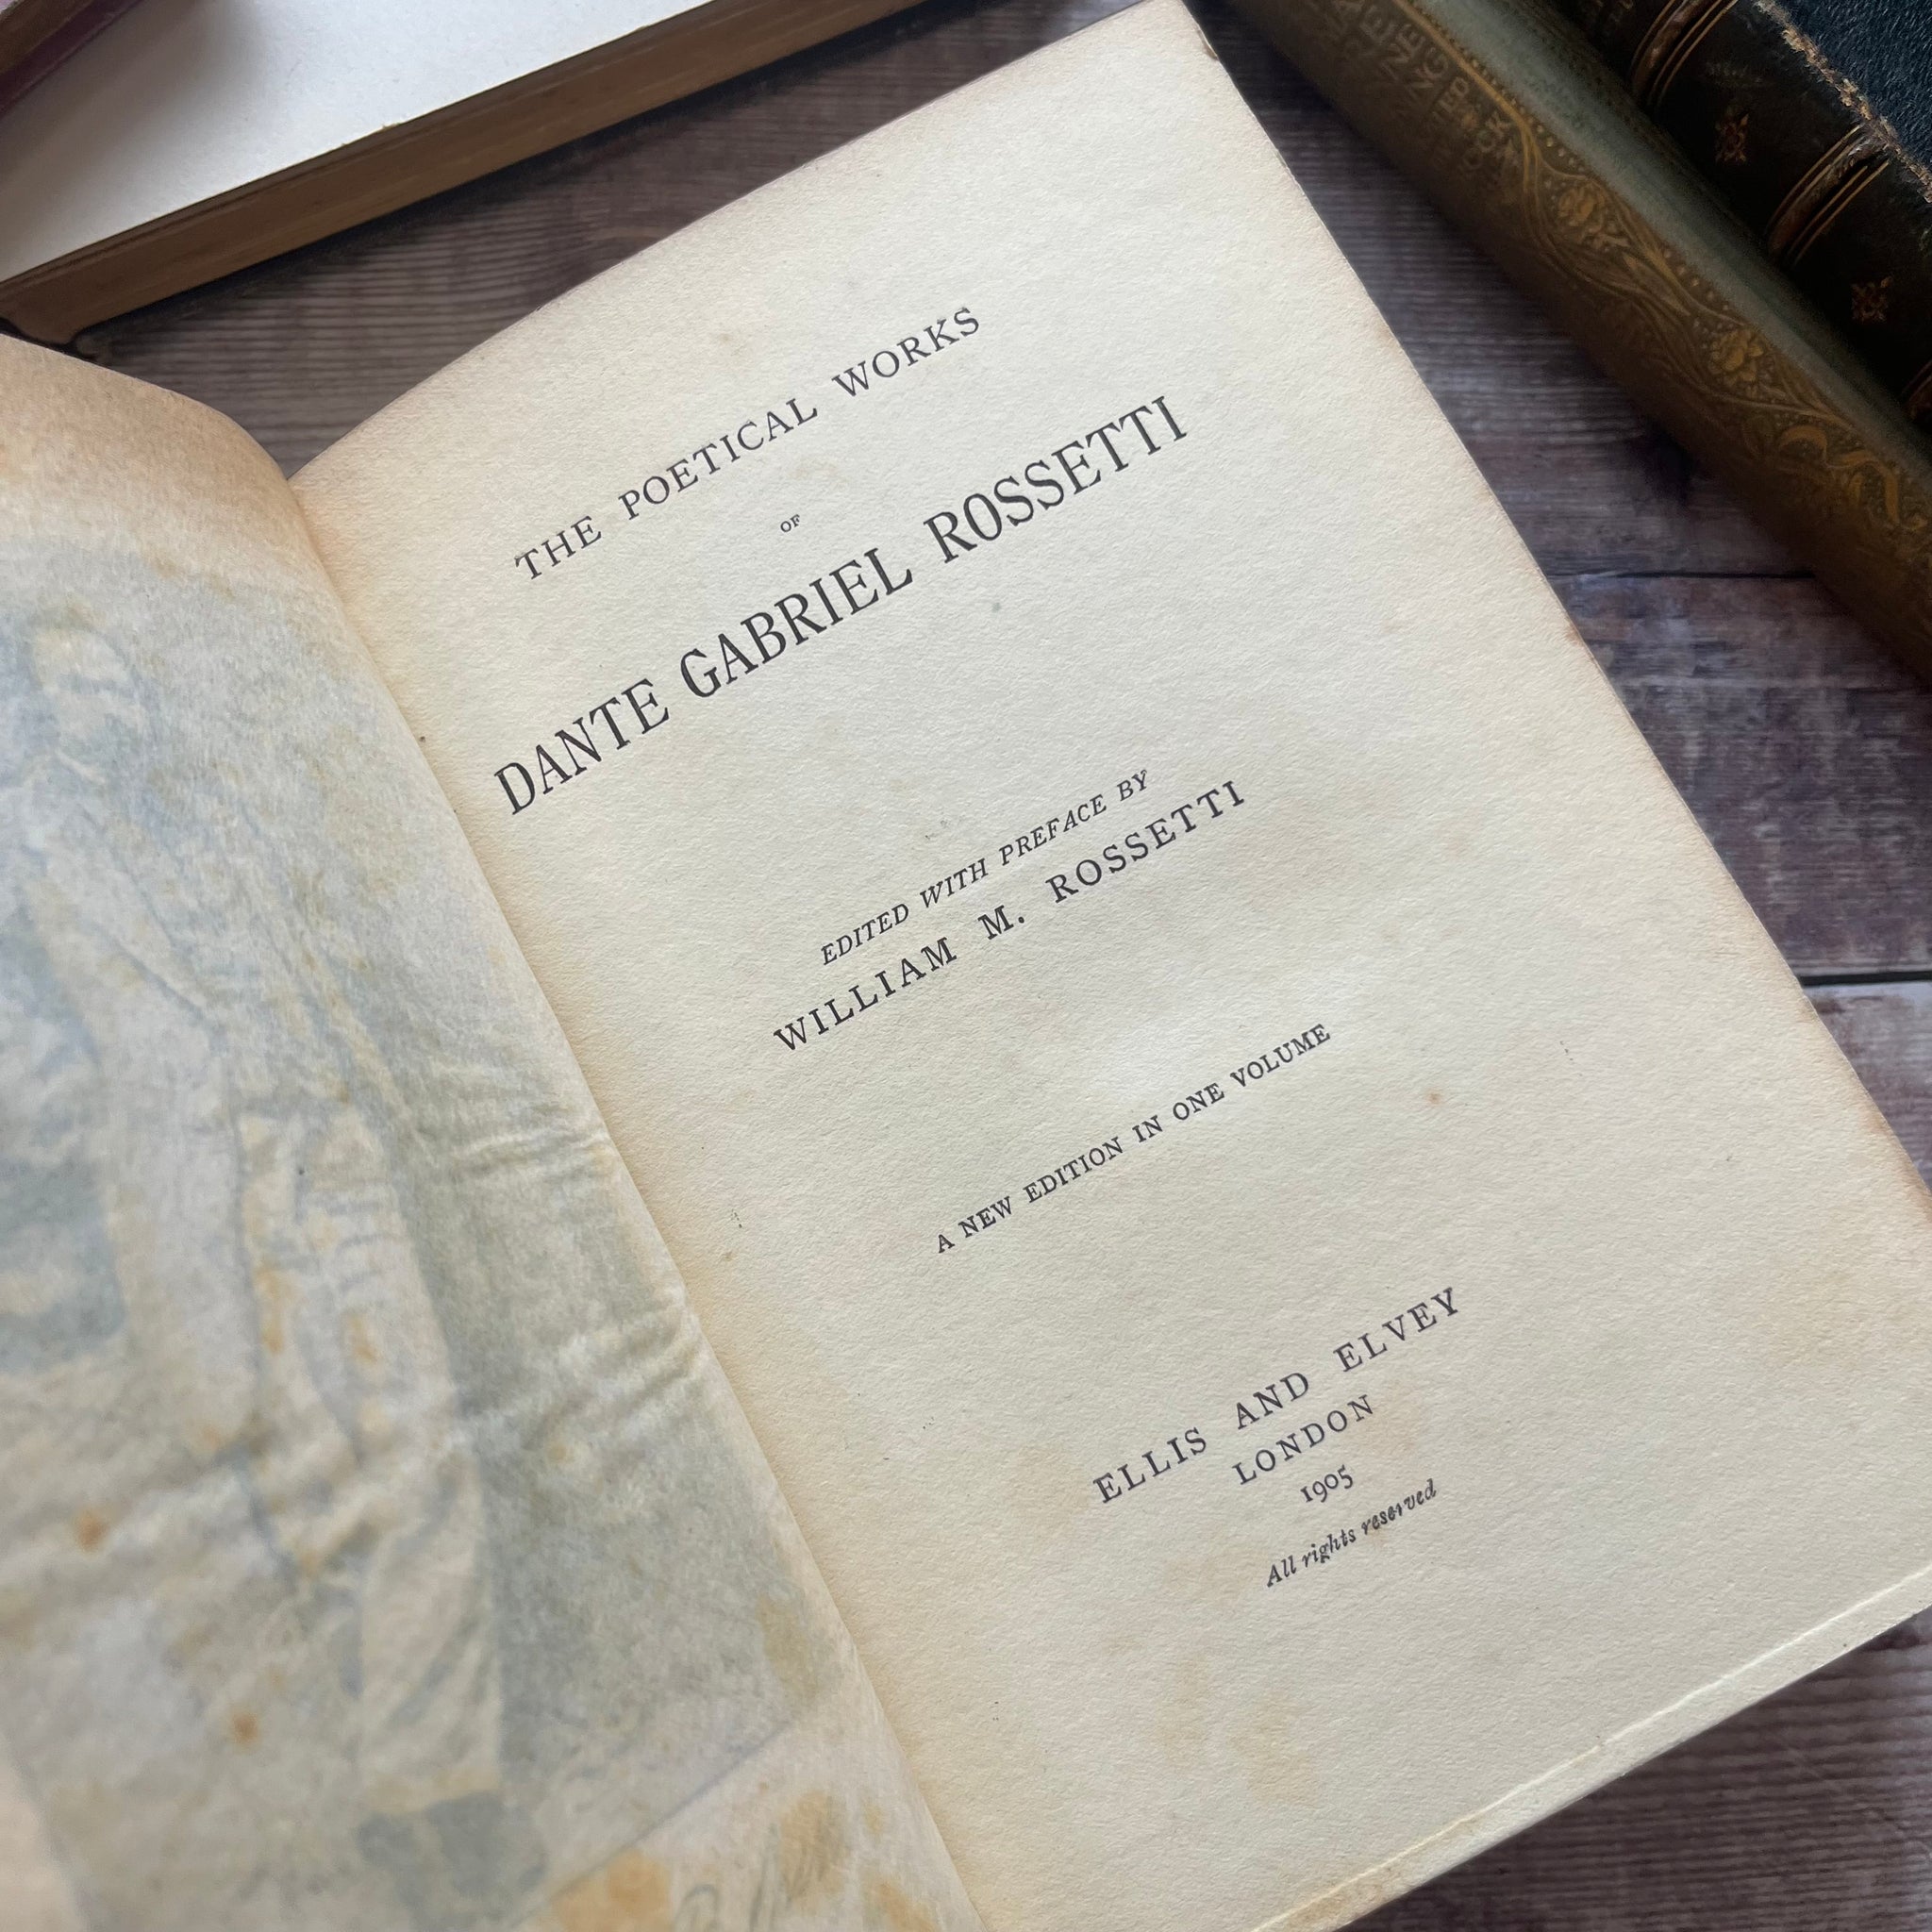 THE POETICAL WORKS
OF
DANTE GABRIEL ROSSETTI
EDITED WITH PREFACE BY
WILLIAM M. ROSSETTI
A NEW EDITION IN ONE VOLUME
ELLIS AND ELVEY
LONDON
1905
All rights reserved